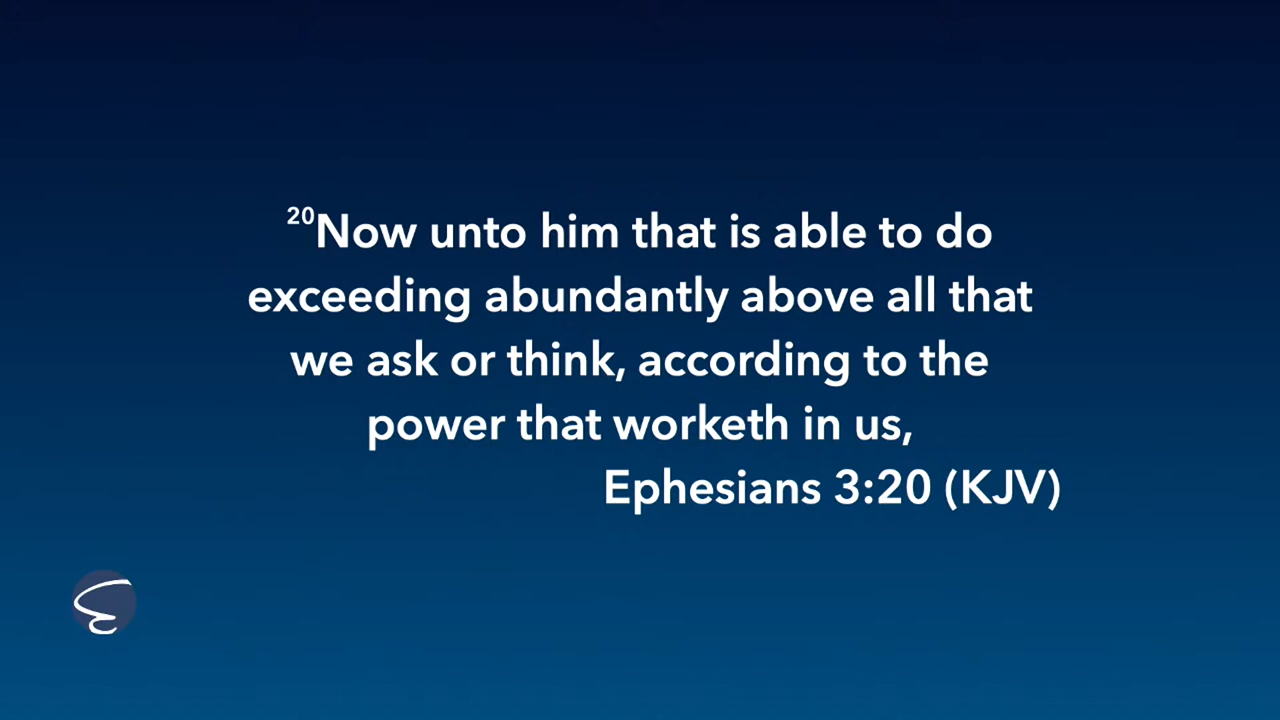 20Now unto him that is able to do
exceeding abundantly above all that
we ask or think, according to the
power that worketh in us,
Ephesians 3:20 (KJV)